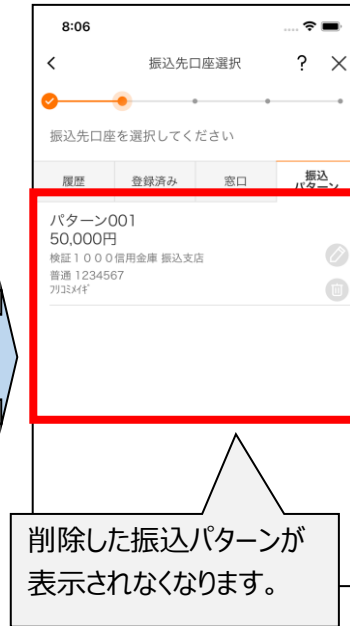 8:06
振込先口座選択
?
振込先口座を選択してください
履歴
登録済み
窓口
振込
パターン
パターン001
50,000円
検証１０００信用金庫 振込支店
普通 1234567
ﾌﾘｺﾐﾒｲｷﾞ
削除した振込パターンが
表示されなくなります。